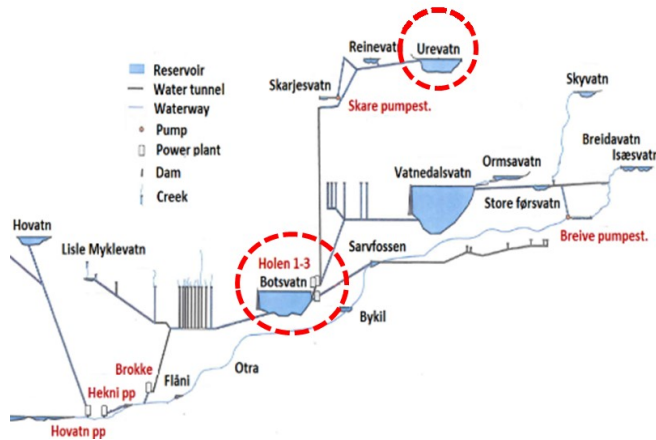 Reservoir
Water tunnel
Waterway
Pump
Power plant
Dam
Creek
Reinevatn
Urevatn
Skarjesvatn
Skare pumpest.
Skyvatn
Breidavatn
Isæsvatn
Ormsavatn
Vatnedalsvatn
Store førsvatn
Breive pumpest.
Hovatn
Lisle Myklevatn
Sarvfossen
Holen 1-3
Botsvatn
Bykil
Otra
Brokke
Flåni
Hekni pp
Hovatn pp